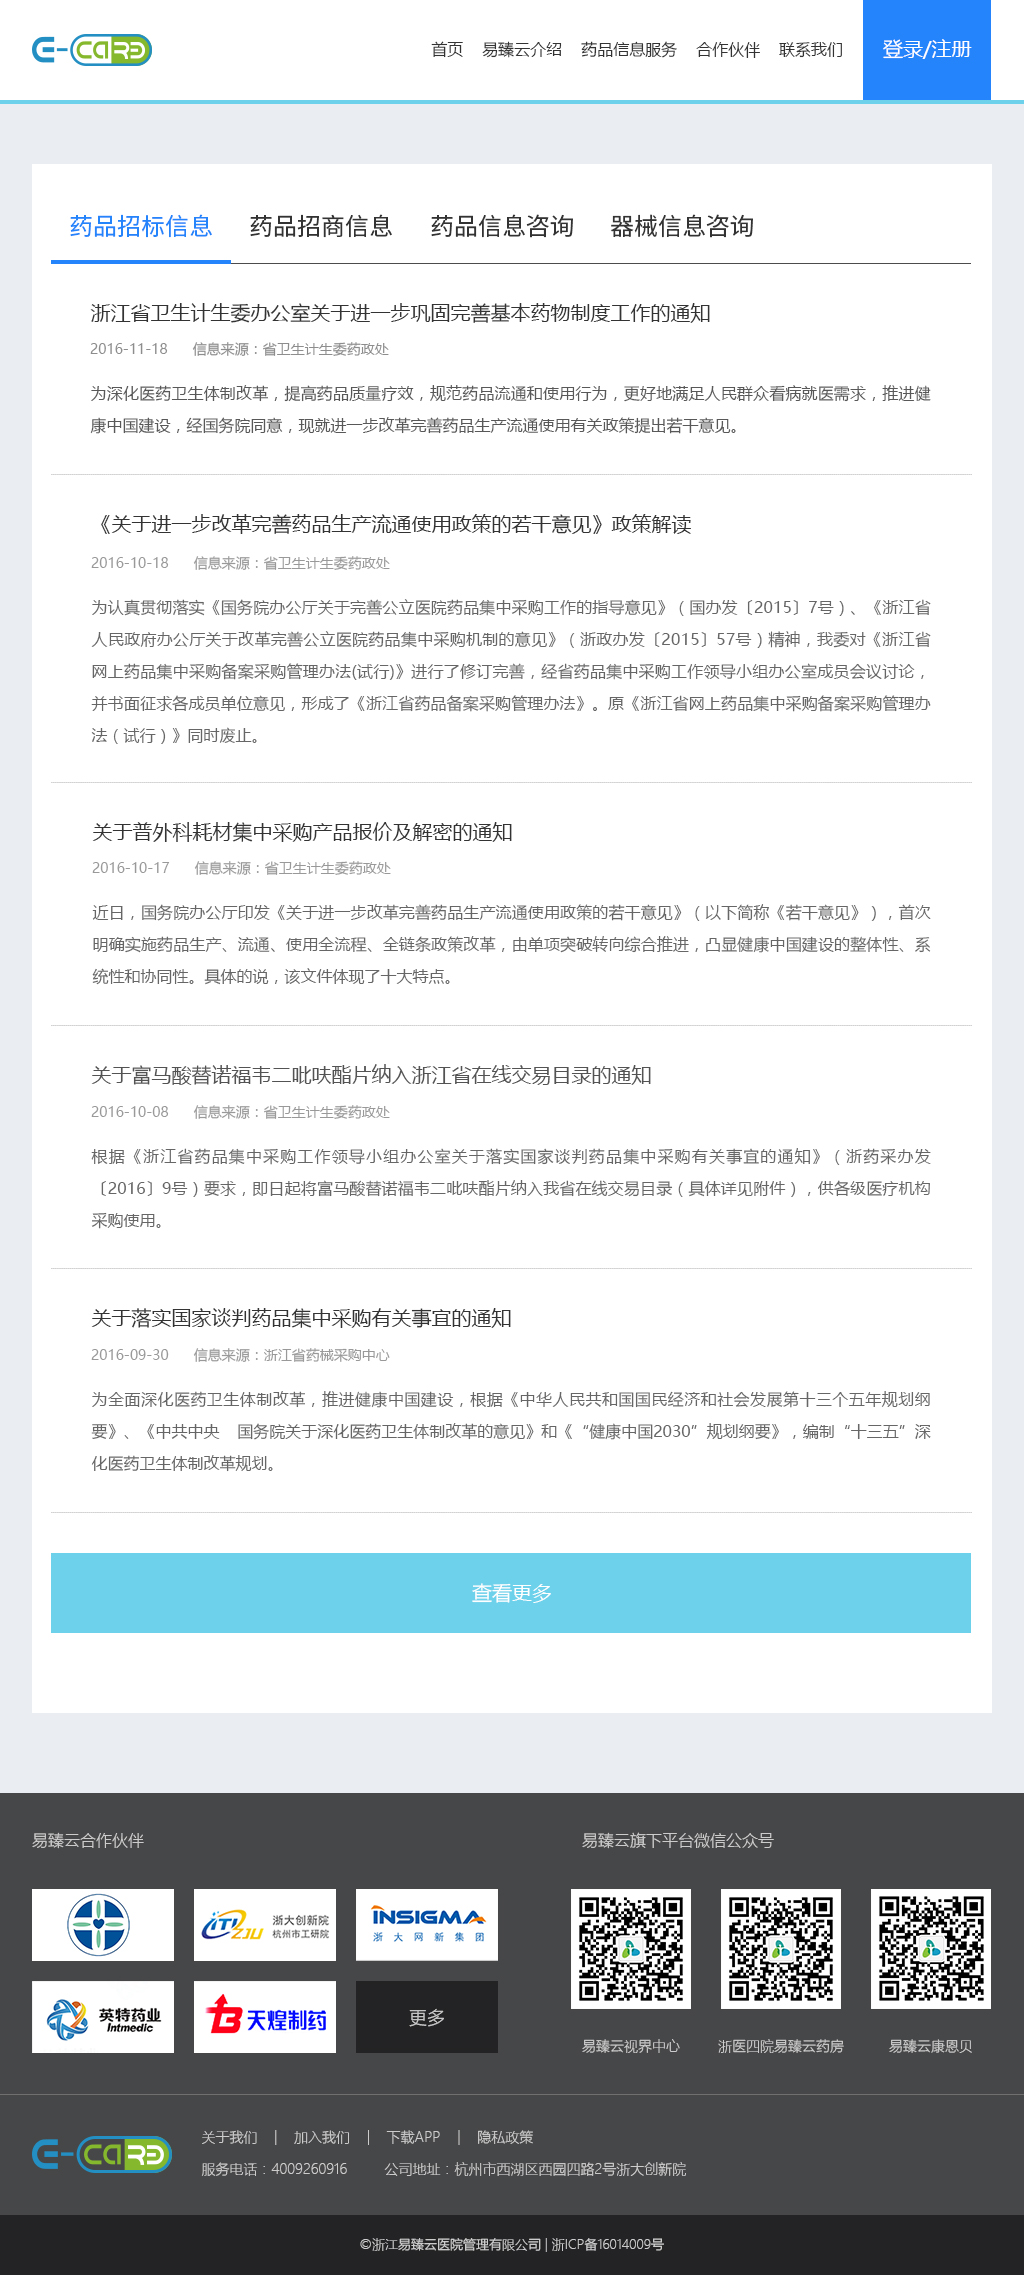 e-card
首页 易臻云介绍 药品信息服务 合作伙伴 联系我们 登录/注册
药品招标信息 药品招商信息 药品信息咨询 器械信息咨询
浙江省卫生计生委办公室关于进一步巩固完善基本药物制度工作的通知
2016-11-18 信息来源：省卫生计生委药政处
为深化医药卫生体制改革，提高药品质量疗效，规范药品流通和使用行为，更好地满足人民群众看病就医需求，推进健
康中国建设，经国务院同意，现就进一步改革完善药品生产流通使用有关政策提出若干意见。
《关于进一步改革完善药品生产流通使用政策的若干意见》政策解读
2016-10-18 信息来源：省卫生计生委药政处
为认真贯彻落实《国务院办公厅关于完善公立医院药品集中采购工作的指导意见》（国办发〔2015〕7号）、《浙江省
人民政府办公厅关于改革完善公立医院药品集中采购机制的意见》（浙政办发〔2015〕57号）精神，我委对《浙江省
网上药品集中采购备案采购管理办法(试行)》进行了修订完善，经省药品集中采购工作领导小组办公室成员会议讨论，
并书面征求各成员单位意见，形成了《浙江省药品备案采购管理办法》。原《浙江省网上药品集中采购备案采购管理办
法（试行）》同时废止。
关于普外科耗材集中采购产品报价及解密的通知
2016-10-17 信息来源：省卫生计生委药政处
近日，国务院办公厅印发《关于进一步改革完善药品生产流通使用政策的若干意见》（以下简称《若干意见》），首次
明确实施药品生产、流通、使用全流程、全链条政策改革，由单项突破转向综合推进，凸显健康中国建设的整体性、系
统性和协同性。具体的说，该文件体现了十大特点。
关于富马酸替诺福韦二吡呋酯片纳入浙江省在线交易目录的通知
2016-10-08 信息来源：省卫生计生委药政处
根据《浙江省药品集中采购工作领导小组办公室关于落实国家谈判药品集中采购有关事宜的通知》（浙药采办发
〔2016〕9号）要求，即日起将富马酸替诺福韦二吡呋酯片纳入我省在线交易目录（具体详见附件），供各级医疗机构
采购使用。
关于落实国家谈判药品集中采购有关事宜的通知
2016-09-30 信息来源：浙江省药械采购中心
为全面深化医药卫生体制改革，推进健康中国建设，根据《中华人民共和国国民经济和社会发展第十三个五年规划纲
要》、《中共中央 国务院关于深化医药卫生体制改革的意见》和《“健康中国2030”规划纲要》，编制“十三五”深
化医药卫生体制改革规划。
查看更多
易臻云合作伙伴 易臻云旗下平台微信公众号
iTi ZJU 浙大创新院
杭州市工研院
INSIGMA
浙大网新集团
英特药业
Intmedic
天煌制药
更多
易臻云视界中心 浙医四院易臻云药房 易臻云康恩贝
e-card
关于我们 | 加入我们 | 下载APP | 隐私政策
服务电话：4009260916 公司地址：杭州市西湖区西园四路2号浙大创新院
©浙江易臻云医院管理有限公司 | 浙ICP备16014009号